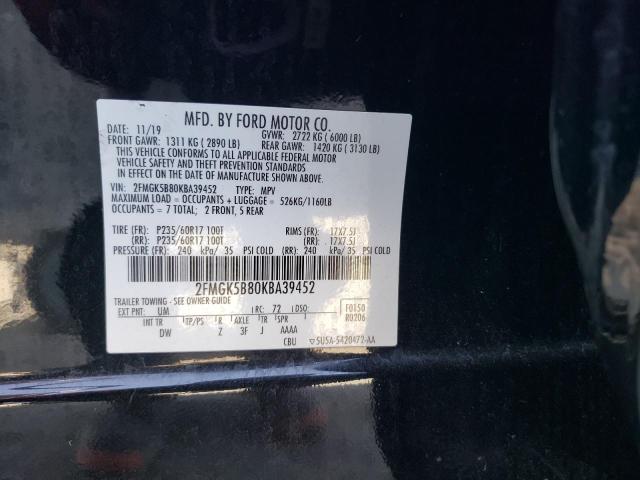 MFD. BY FORD MOTOR CO.
DATE: 11/19 GVWR: 2722 KG ( 6000 LB)
FRONT GAWR: 1311 KG ( 2890 LB) REAR GAWR: 1420 KG ( 3130 LB)
THIS VEHICLE CONFORMS TO ALL APPLICABLE FEDERAL MOTOR
VEHICLE SAFETY AND THEFT PREVENTION STANDARDS
IN EFFECT ON THE DATE OF MANUFACTURE SHOWN ABOVE.
VIN: 2FMGK5B80KBA39452 TYPE: MPV
MAXIMUM LOAD = OCCUPANTS + LUGGAGE = 526KG/1160LB
OCCUPANTS = 7 TOTAL; 2 FRONT, 5 REAR
TIRE (FR): P235/60R17 100T RIMS (FR): 17X7.5J
(RR): P235/60R17 100T (RR): 17X7.5J
PRESSURE (FR): 240 kPa/ 35 PSI COLD (RR): 240 kPa/ 35 PSI COLD
2FMGK5B80KBA39452
TRAILER TOWING - SEE OWNER GUIDE
EXT PNT: UM RC: 72 DSO: F0150
INT TR TP/PS R AXLE TR SPR R0206
DW Z 3F J AAAA
CBU ▽5U5A-5420472-AA